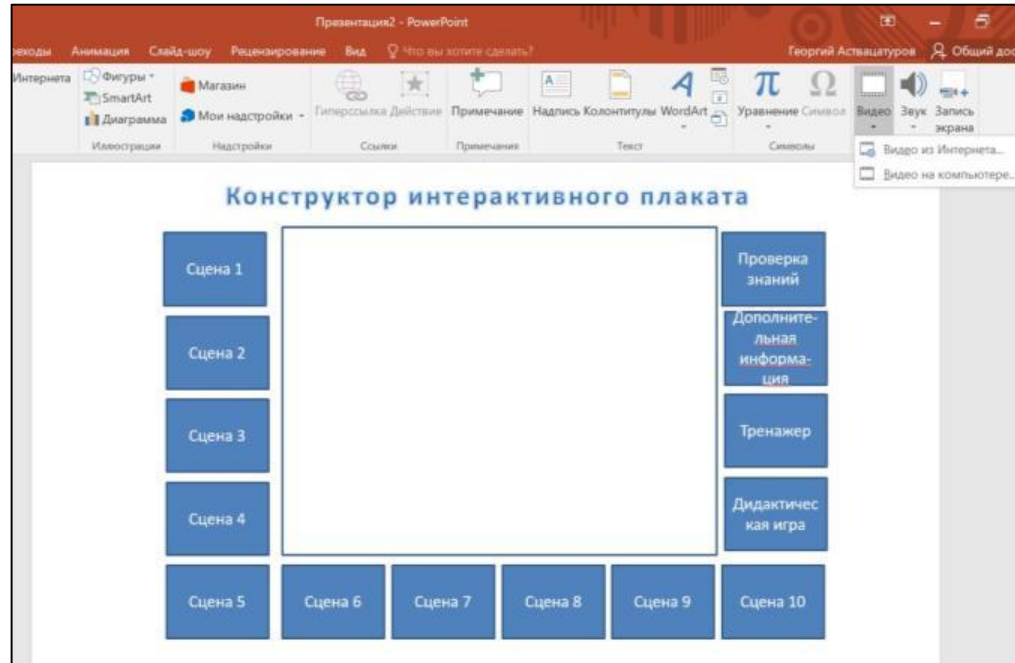 Презентация2 - PowerPoint
реходы Анимация Слайд-шоу Рецензирование Вид Что вы хотите сделать? Георгий Аствацатуров Общий дос
Интернета Фигуры Магазин Гиперссылка Действие Примечание Надпись Колонтитулы WordArt Уравнение Символ Видео Звук Запись экрана
SmartArt Мои надстройки
Диаграмма
Иллюстрации Надстройки Ссылки Примечания Текст Символы
Видео из Интернета...
Видео на компьютере...
Конструктор интерактивного плаката
Сцена 1
Проверка
знаний
Сцена 2
Дополните-
льная
информа-
ция
Сцена 3
Тренажер
Сцена 4
Дидактичес
кая игра
Сцена 5 Сцена 6 Сцена 7 Сцена 8 Сцена 9 Сцена 10